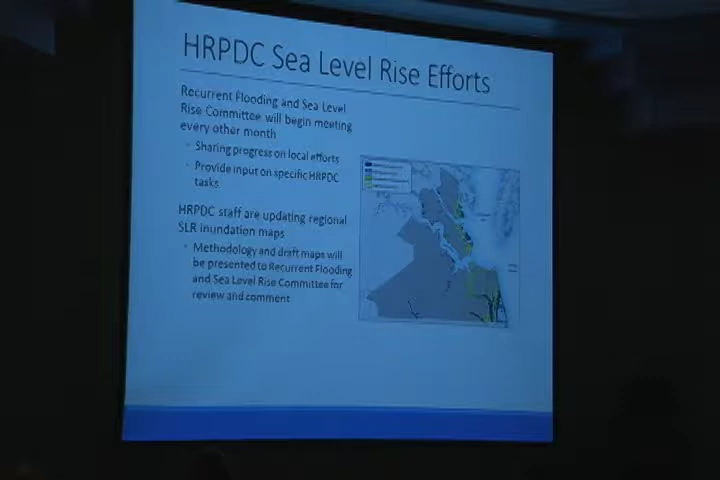 HRPDC Sea Level Rise Efforts
Recurrent Flooding and Sea Level
Rise Committee will begin meeting
every other month
Sharing progress on local efforts
Provide input on specific HRPDC
tasks
HRPDC staff are updating regional
SLR inundation maps
Methodology and draft maps will
be presented to Recurrent Flooding
and Sea Level Rise Committee for
review and comment